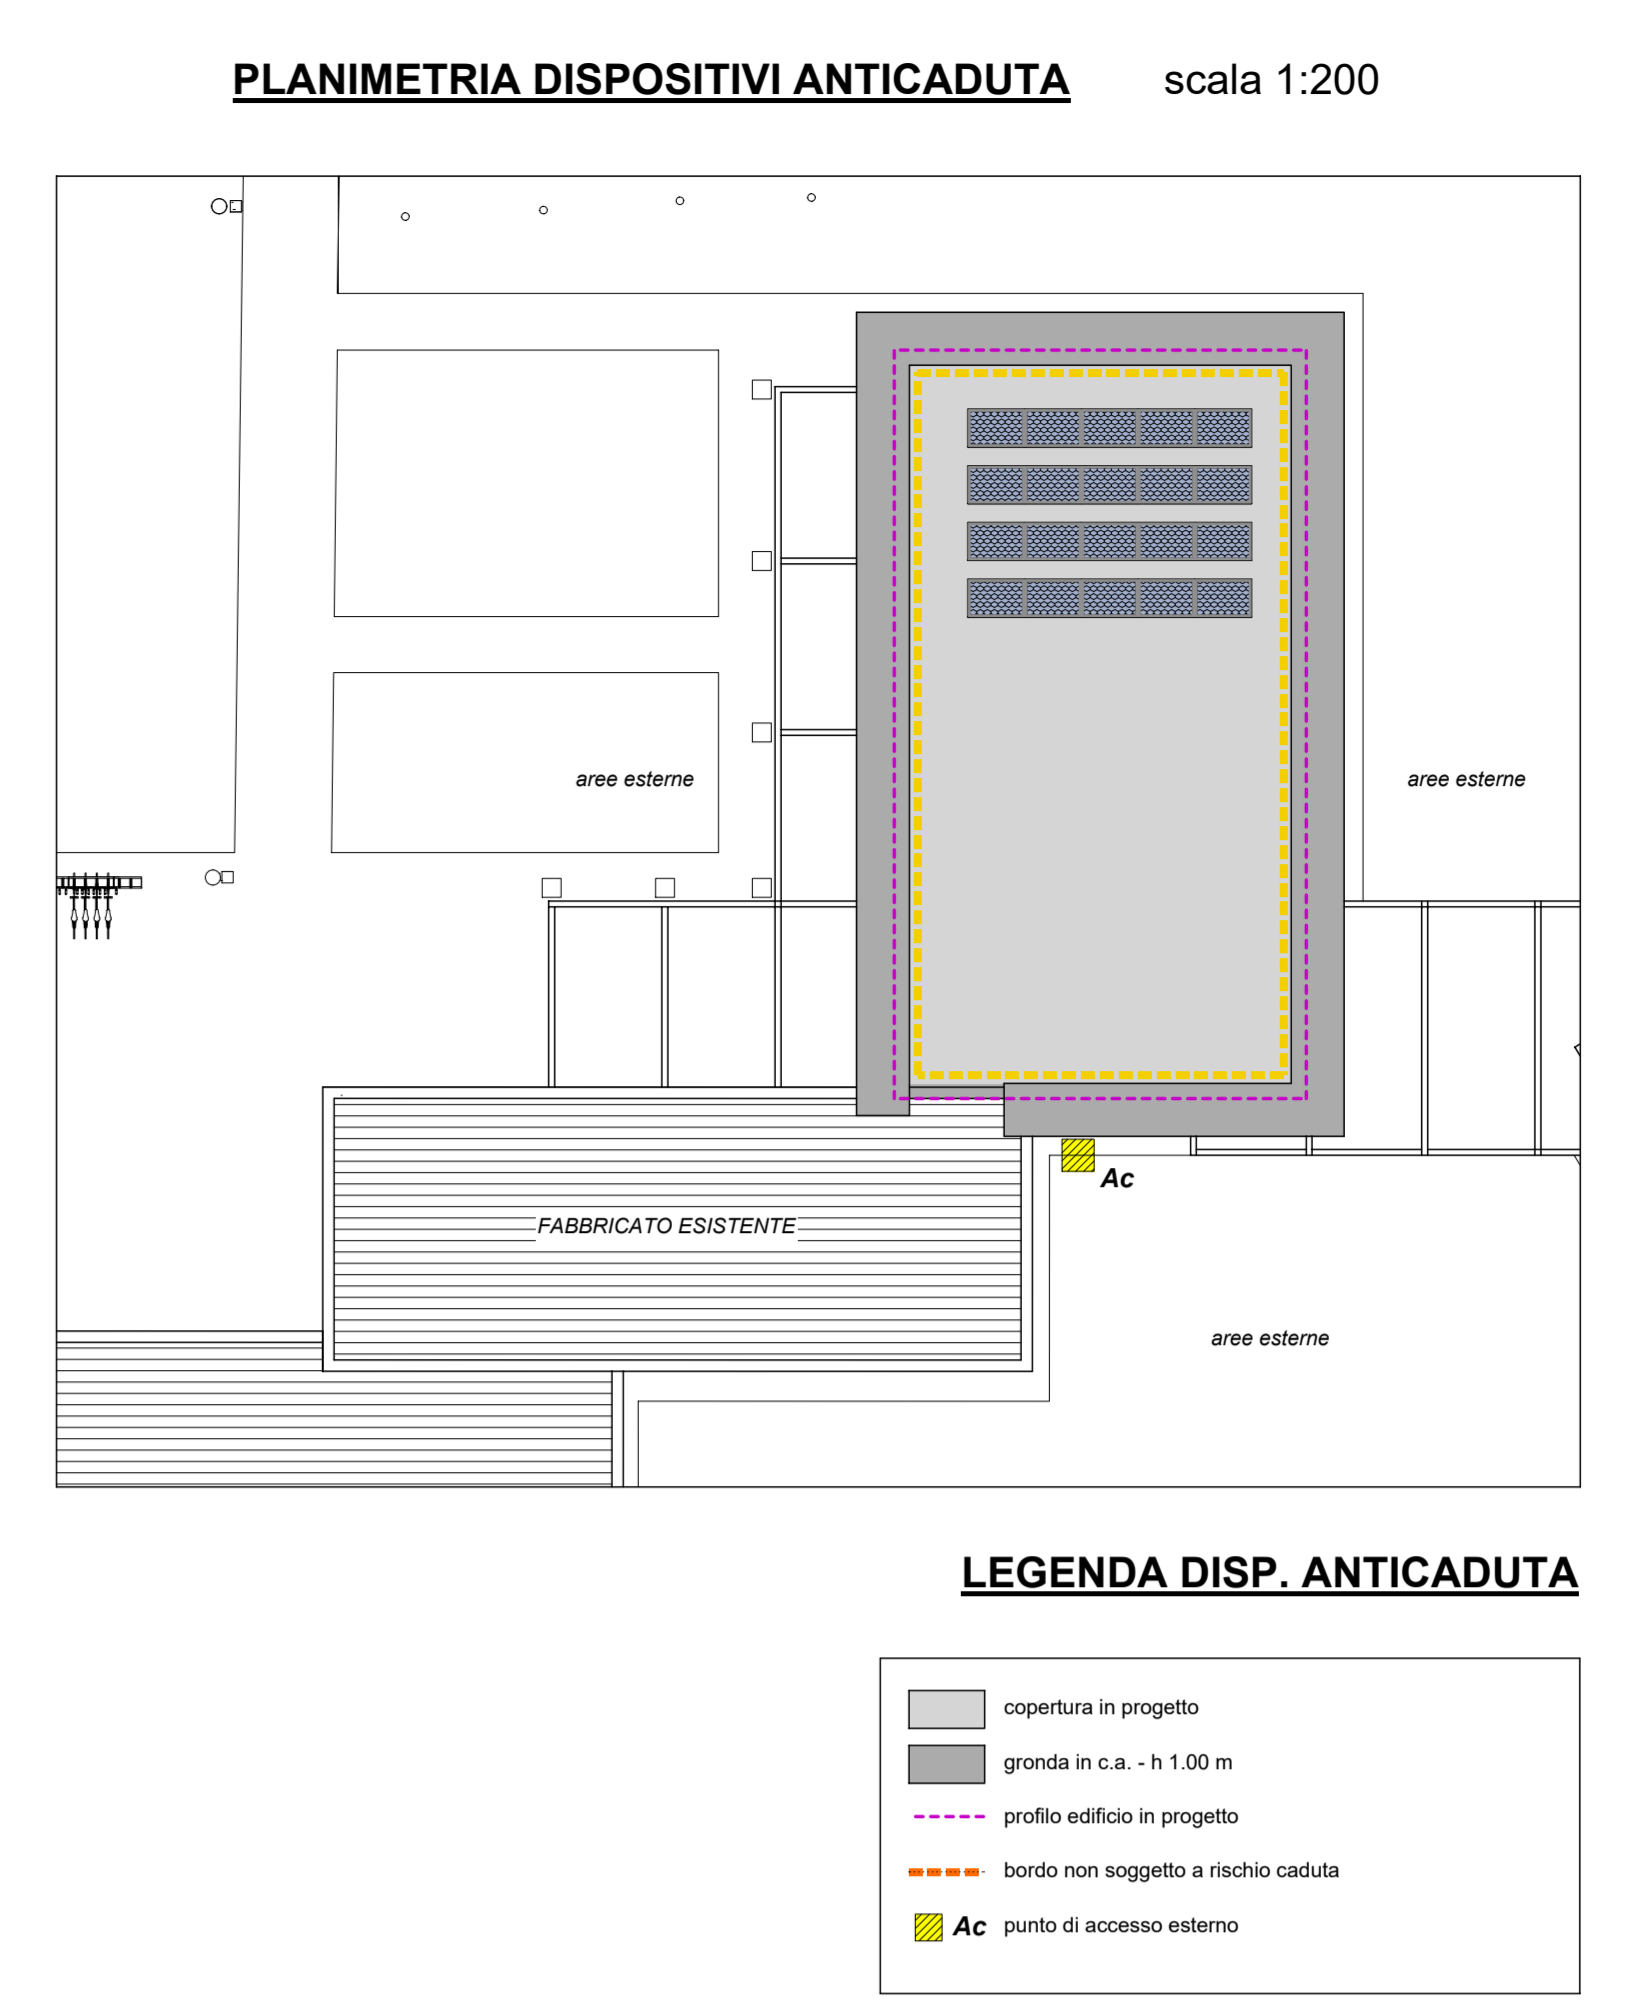 PLANIMETRIA DISPOSITIVI ANTICADUTA scala 1:200
aree esterne
aree esterne
Ac
FABBRICATO ESISTENTE
aree esterne
LEGENDA DISP. ANTICADUTA
copertura in progetto
gronda in c.a. - h 1.00 m
profilo edificio in progetto
bordo non soggetto a rischio caduta
Ac punto di accesso esterno